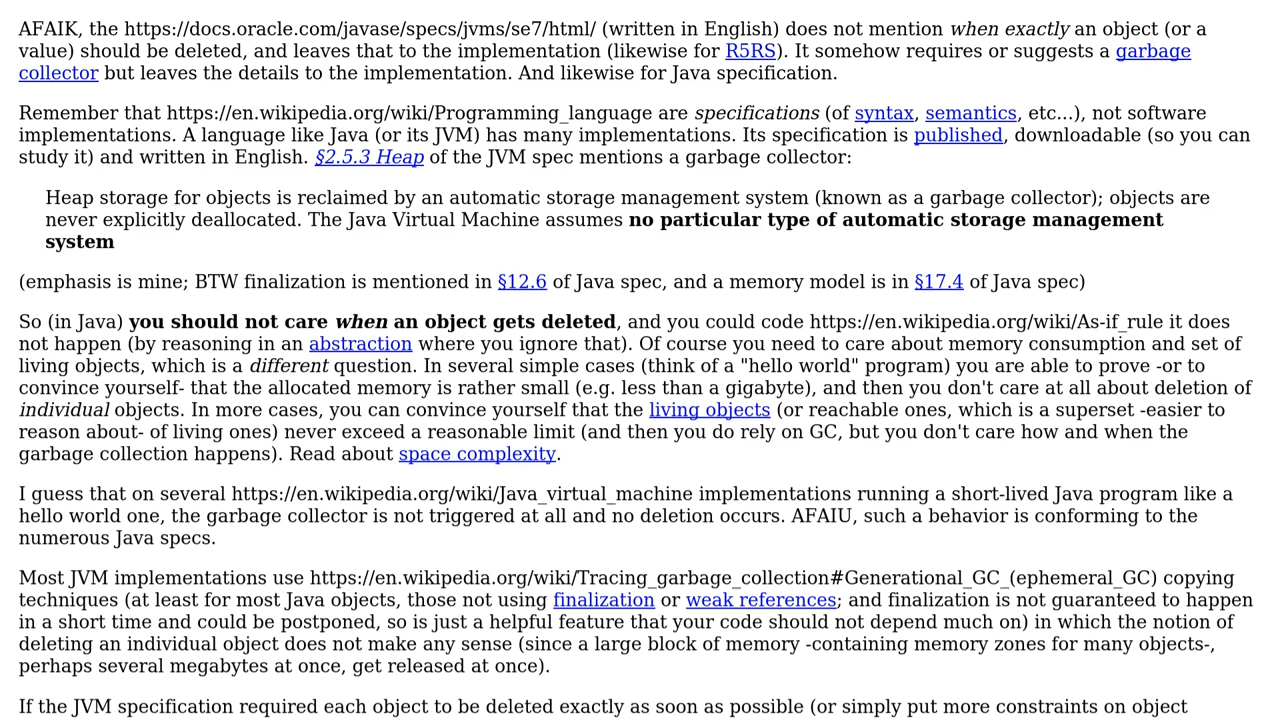 AFAIK, the https://docs.oracle.com/javase/specs/jvms/se7/html/ (written in English) does not mention when exactly an object (or a
value) should be deleted, and leaves that to the implementation (likewise for R5RS). It somehow requires or suggests a garbage
collector but leaves the details to the implementation. And likewise for Java specification.
Remember that https://en.wikipedia.org/wiki/Programming_language are specifications (of syntax, semantics, etc...), not software
implementations. A language like Java (or its JVM) has many implementations. Its specification is published, downloadable (so you can
study it) and written in English. §2.5.3 Heap of the JVM spec mentions a garbage collector:
Heap storage for objects is reclaimed by an automatic storage management system (known as a garbage collector); objects are
never explicitly deallocated. The Java Virtual Machine assumes no particular type of automatic storage management
system
(emphasis is mine; BTW finalization is mentioned in §12.6 of Java spec, and a memory model is in §17.4 of Java spec)
So (in Java) you should not care when an object gets deleted, and you could code https://en.wikipedia.org/wiki/As-if_rule it does
not happen (by reasoning in an abstraction where you ignore that). Of course you need to care about memory consumption and set of
living objects, which is a different question. In several simple cases (think of a "hello world" program) you are able to prove -or to
convince yourself- that the allocated memory is rather small (e.g. less than a gigabyte), and then you don't care at all about deletion of
individual objects. In more cases, you can convince yourself that the living objects (or reachable ones, which is a superset -easier to
reason about- of living ones) never exceed a reasonable limit (and then you do rely on GC, but you don't care how and when the
garbage collection happens). Read about space complexity.
I guess that on several https://en.wikipedia.org/wiki/Java_virtual_machine implementations running a short-lived Java program like a
hello world one, the garbage collector is not triggered at all and no deletion occurs. AFAIU, such a behavior is conforming to the
numerous Java specs.
Most JVM implementations use https://en.wikipedia.org/wiki/Tracing_garbage_collection#Generational_GC_(ephemeral_GC) copying
techniques (at least for most Java objects, those not using finalization or weak references; and finalization is not guaranteed to happen
in a short time and could be postponed, so is just a helpful feature that your code should not depend much on) in which the notion of
deleting an individual object does not make any sense (since a large block of memory -containing memory zones for many objects-,
perhaps several megabytes at once, get released at once).
If the JVM specification required each object to be deleted exactly as soon as possible (or simply put more constraints on object